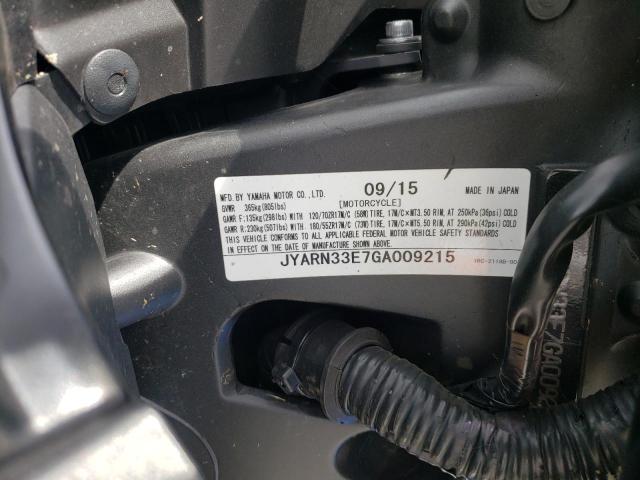 MFD. BY YAMAHA MOTOR CO.,LTD. 09/15 MADE IN JAPAN
GVWR 365kg(805lbs) [MOTORCYCLE]
GAWR F:135kg(298lbs)WITH 120/70ZR17M/C (58W)TIRE, 17M/C×MT3.50 RIM, AT 250kPa(36psi)COLD
GAWR R:230kg(507lbs)WITH 180/55ZR17M/C (73W)TIRE, 17M/C×MT5.50 RIM, AT 290kPa(42psi)COLD
THIS VEHICLE CONFORMS TO ALL APPLICABLE FEDERAL MOTOR VEHICLE SAFETY STANDARDS
IN EFFECT ON THE DATE OF MANUFACTURE SHOWN ABOVE.
JYARN33E7GA009215
33E7GA009